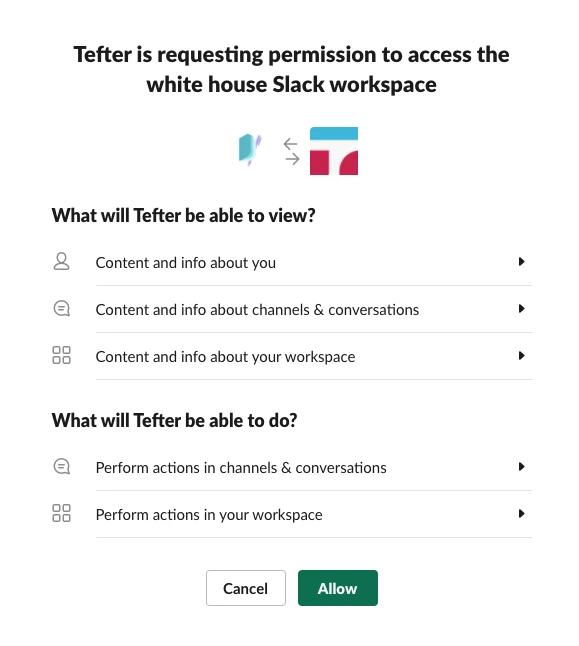 Tefter is requesting permission to access the
white house Slack workspace
What will Tefter be able to view?
Content and info about you
Content and info about channels & conversations
Content and info about your workspace
What will Tefter be able to do?
Perform actions in channels & conversations
Perform actions in your workspace
Cancel Allow